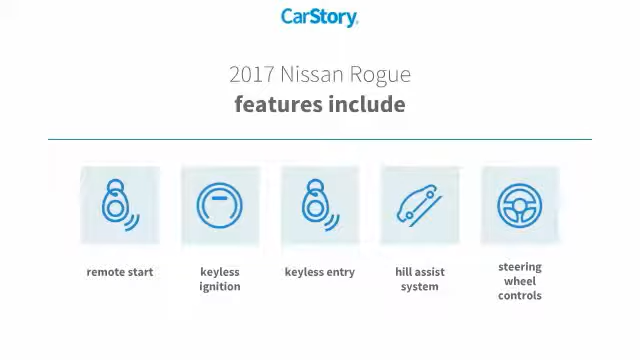 CarStory
2017 Nissan Rogue
features include
remote start
keyless
ignition
keyless entry
hill assist
system
steering
wheel
controls